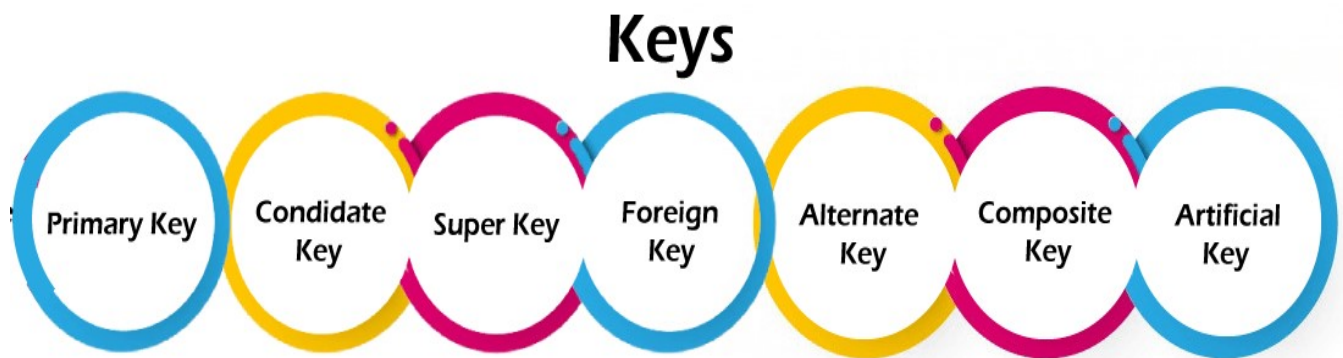 Keys
Primary Key
Condidate
Key
Super Key
Foreign
Key
Alternate
Key
Composite
Key
Artificial
Key